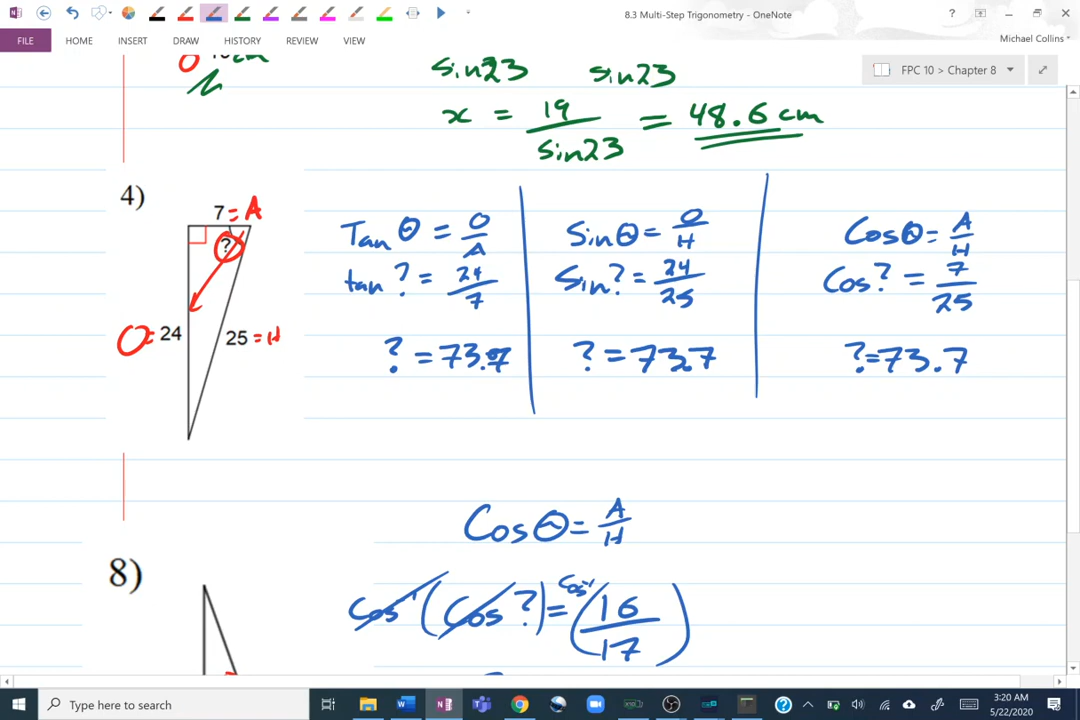 8.3 Multi-Step Trigonometry - OneNote
FILE HOME INSERT DRAW HISTORY REVIEW VIEW
Michael Collins
FPC 10 > Chapter 8
cm
sin23 sin23
x = 19 / sin23 = 48.6 cm
4)
7 = A
?
O = 24
25 = H
Tan θ = O/A
tan ? = 24/7
? = 73.7
Sin θ = O/H
Sin ? = 24/25
? = 73.7
Cos θ = A/H
Cos ? = 7/25
? = 73.7
Cos θ = A/H
8)
cos⁻¹ (cos ?) = cos⁻¹ (16/17)
Type here to search
3:20 AM
5/22/2020